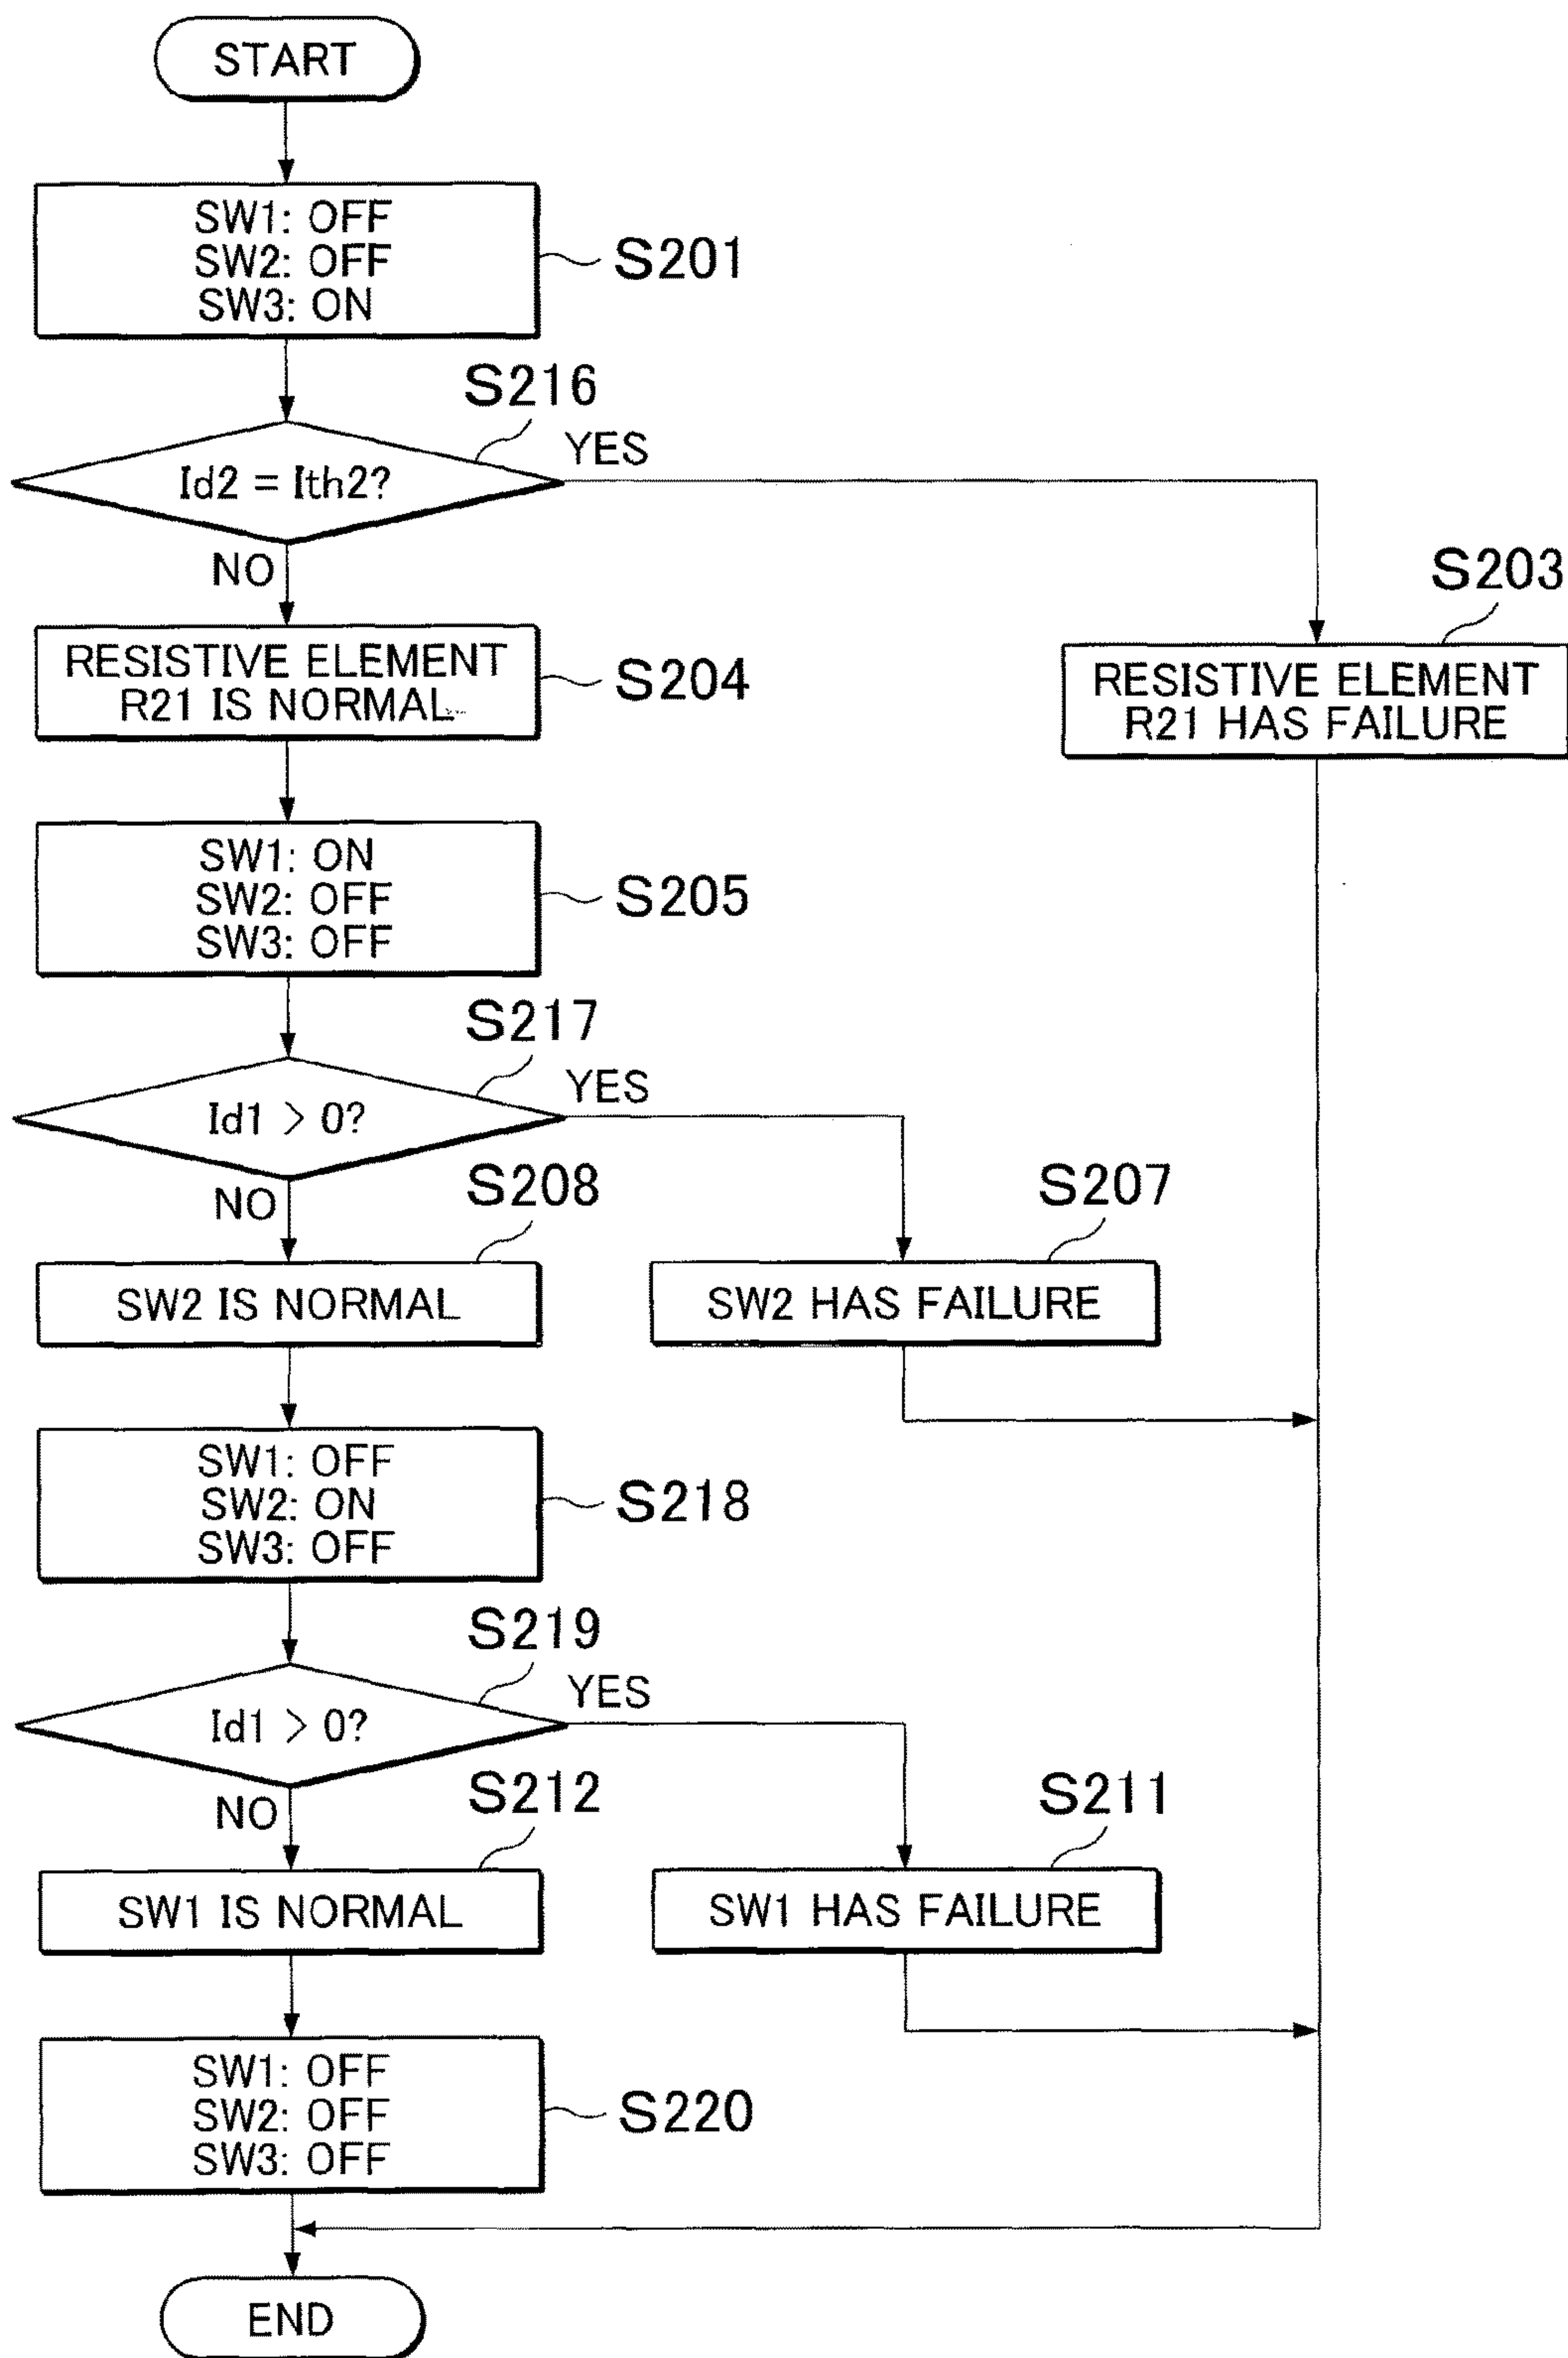 START
SW1: OFF
SW2: OFF
SW3: ON
S201
S216
Id2 = Ith2?
YES
NO
S203
RESISTIVE ELEMENT
R21 HAS FAILURE
RESISTIVE ELEMENT
R21 IS NORMAL
S204
SW1: ON
SW2: OFF
SW3: OFF
S205
S217
Id1 > 0?
YES
NO
S208
SW2 IS NORMAL
S207
SW2 HAS FAILURE
SW1: OFF
SW2: ON
SW3: OFF
S218
S219
Id1 > 0?
YES
NO
S212
SW1 IS NORMAL
S211
SW1 HAS FAILURE
SW1: OFF
SW2: OFF
SW3: OFF
S220
END